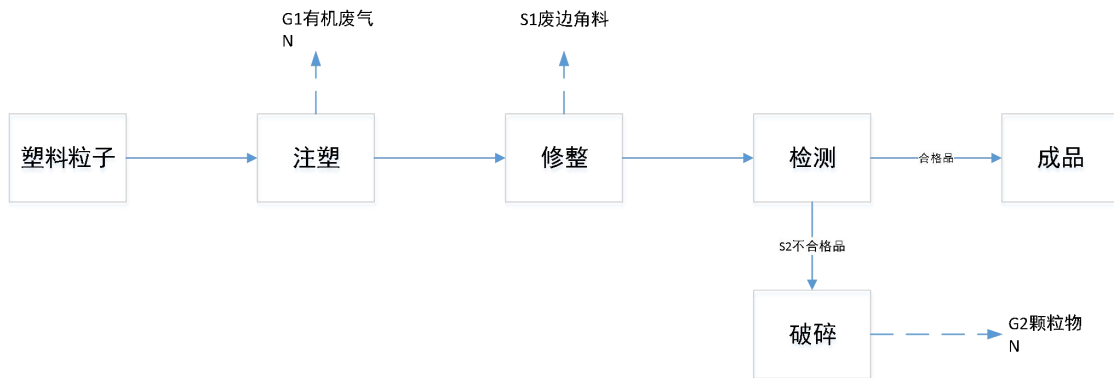 G1有机废气
N
S1废边角料
塑料粒子
注塑
修整
检测
合格品
成品
S2不合格品
破碎
G2颗粒物
N